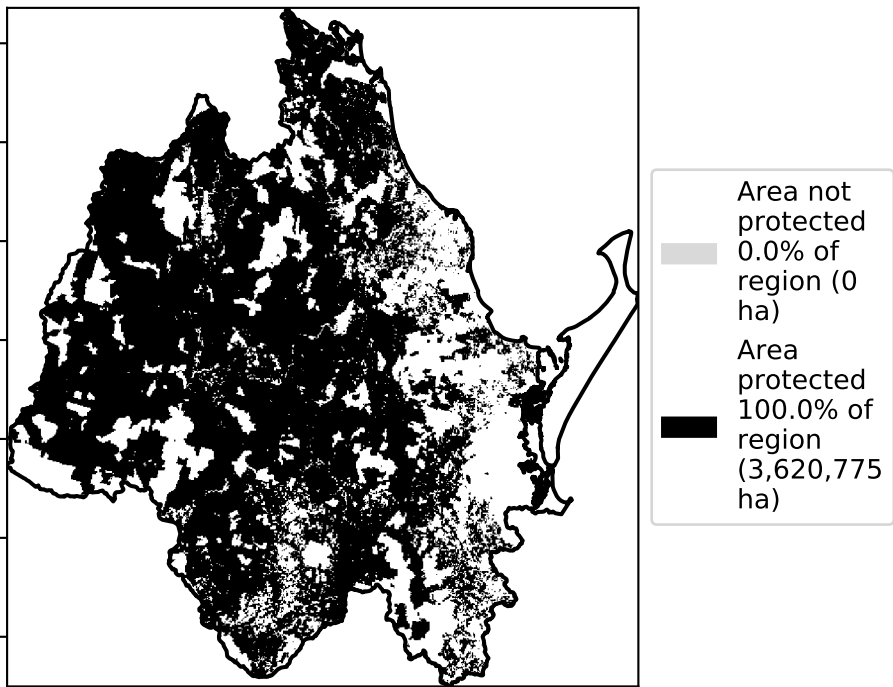 Area not
protected
0.0% of
region (0
ha)
Area
protected
100.0% of
region
(3,620,775
ha)